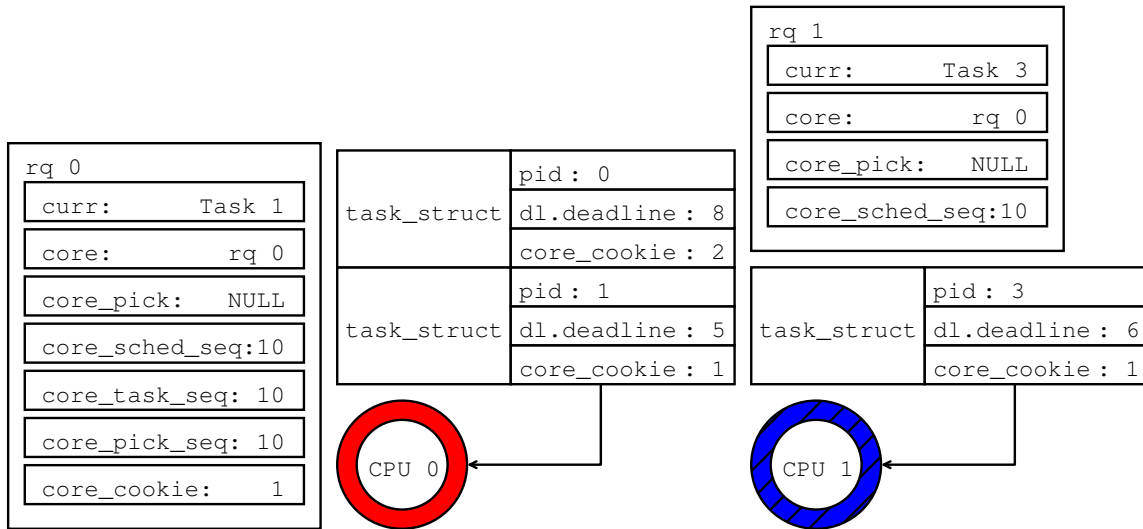 rq 0
curr: Task 1
core: rq 0
core_pick: NULL
core_sched_seq:10
core_task_seq: 10
core_pick_seq: 10
core_cookie: 1
task_struct
pid : 0
dl.deadline : 8
core_cookie : 2
task_struct
pid : 1
dl.deadline : 5
core_cookie : 1
CPU 0
rq 1
curr: Task 3
core: rq 0
core_pick: NULL
core_sched_seq:10
task_struct
pid : 3
dl.deadline : 6
core_cookie : 1
CPU 1